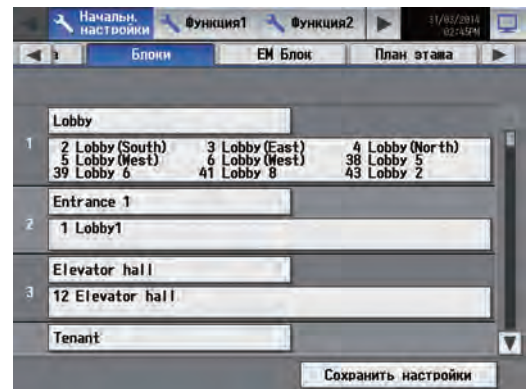 Начальн.
настройки Функция1 Функция2 31/03/2014
02:45PM
Блоки ЕМ Блок План этажа
Lobby
1 2 Lobby(South) 3 Lobby(East) 4 Lobby(North)
5 Lobby(West) 6 Lobby(West) 38 Lobby 5
39 Lobby 6 41 Lobby 8 43 Lobby 2
Entrance 1
2 1 Lobby1
Elevator hall
3 12 Elevator hall
Tenant
Сохранить настройки